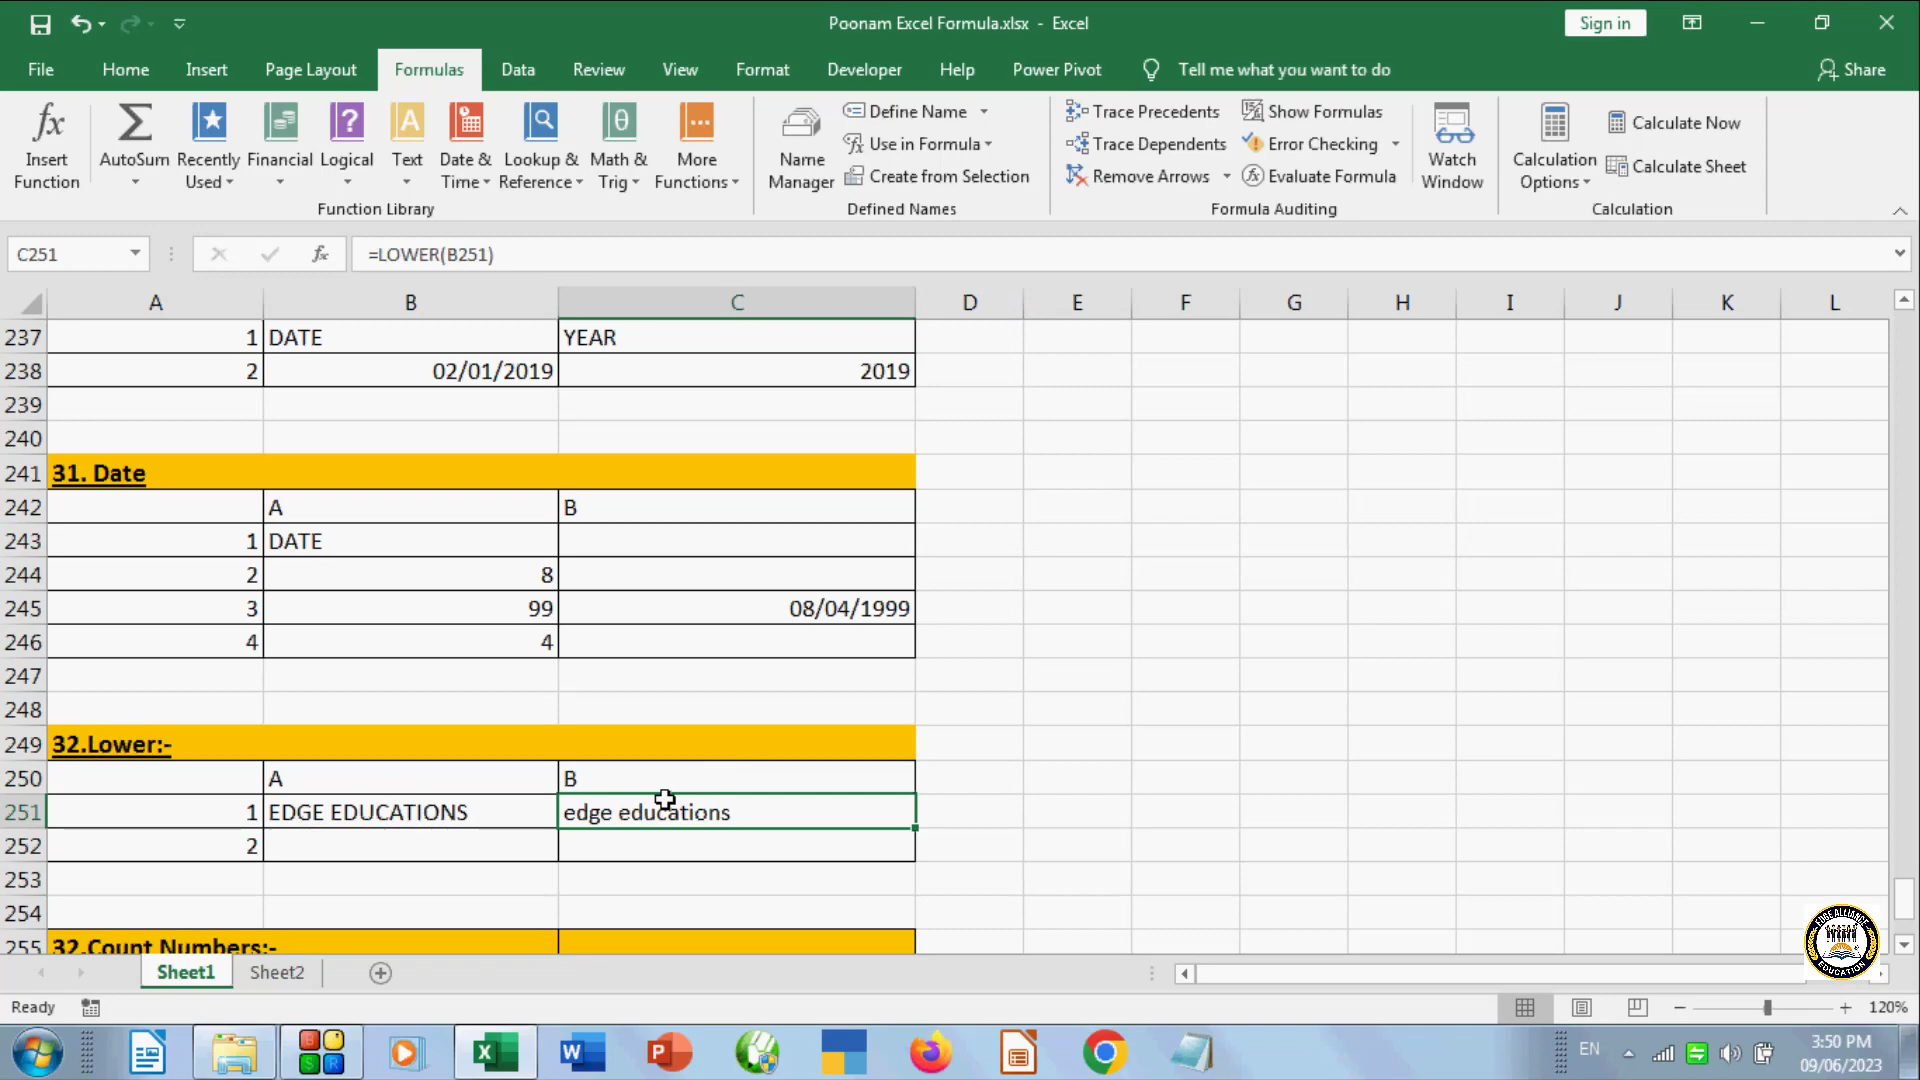 Poonam Excel Formula.xlsx - Excel
Sign in
File Home Insert Page Layout Formulas Data Review View Format Developer Help Power Pivot Tell me what you want to do Share
fx Insert Function
Σ AutoSum
Recently Used
Financial
Logical
A Text
Date & Time
Lookup & Reference
θ Math & Trig
More Functions
Function Library
Name Manager
Define Name
Use in Formula
Create from Selection
Defined Names
Trace Precedents
Trace Dependents
Remove Arrows
Show Formulas
Error Checking
Evaluate Formula
Formula Auditing
Watch Window
Calculation Options
Calculate Now
Calculate Sheet
Calculation
C251 fx =LOWER(B251)
A B C D E F G H I J K L
237 1 DATE YEAR
238 2 02/01/2019 2019
239
240
241 31. Date
242 A B
243 1 DATE
244 2 8
245 3 99 08/04/1999
246 4 4
247
248
249 32.Lower:-
250 A B
251 1 EDGE EDUCATIONS edge educations
252 2
253
254
255 32.Count Numbers:-
EDGE ALLIANCE
EDUCATION
Sheet1 Sheet2
Ready 120%
EN 3:50 PM
09/06/2023